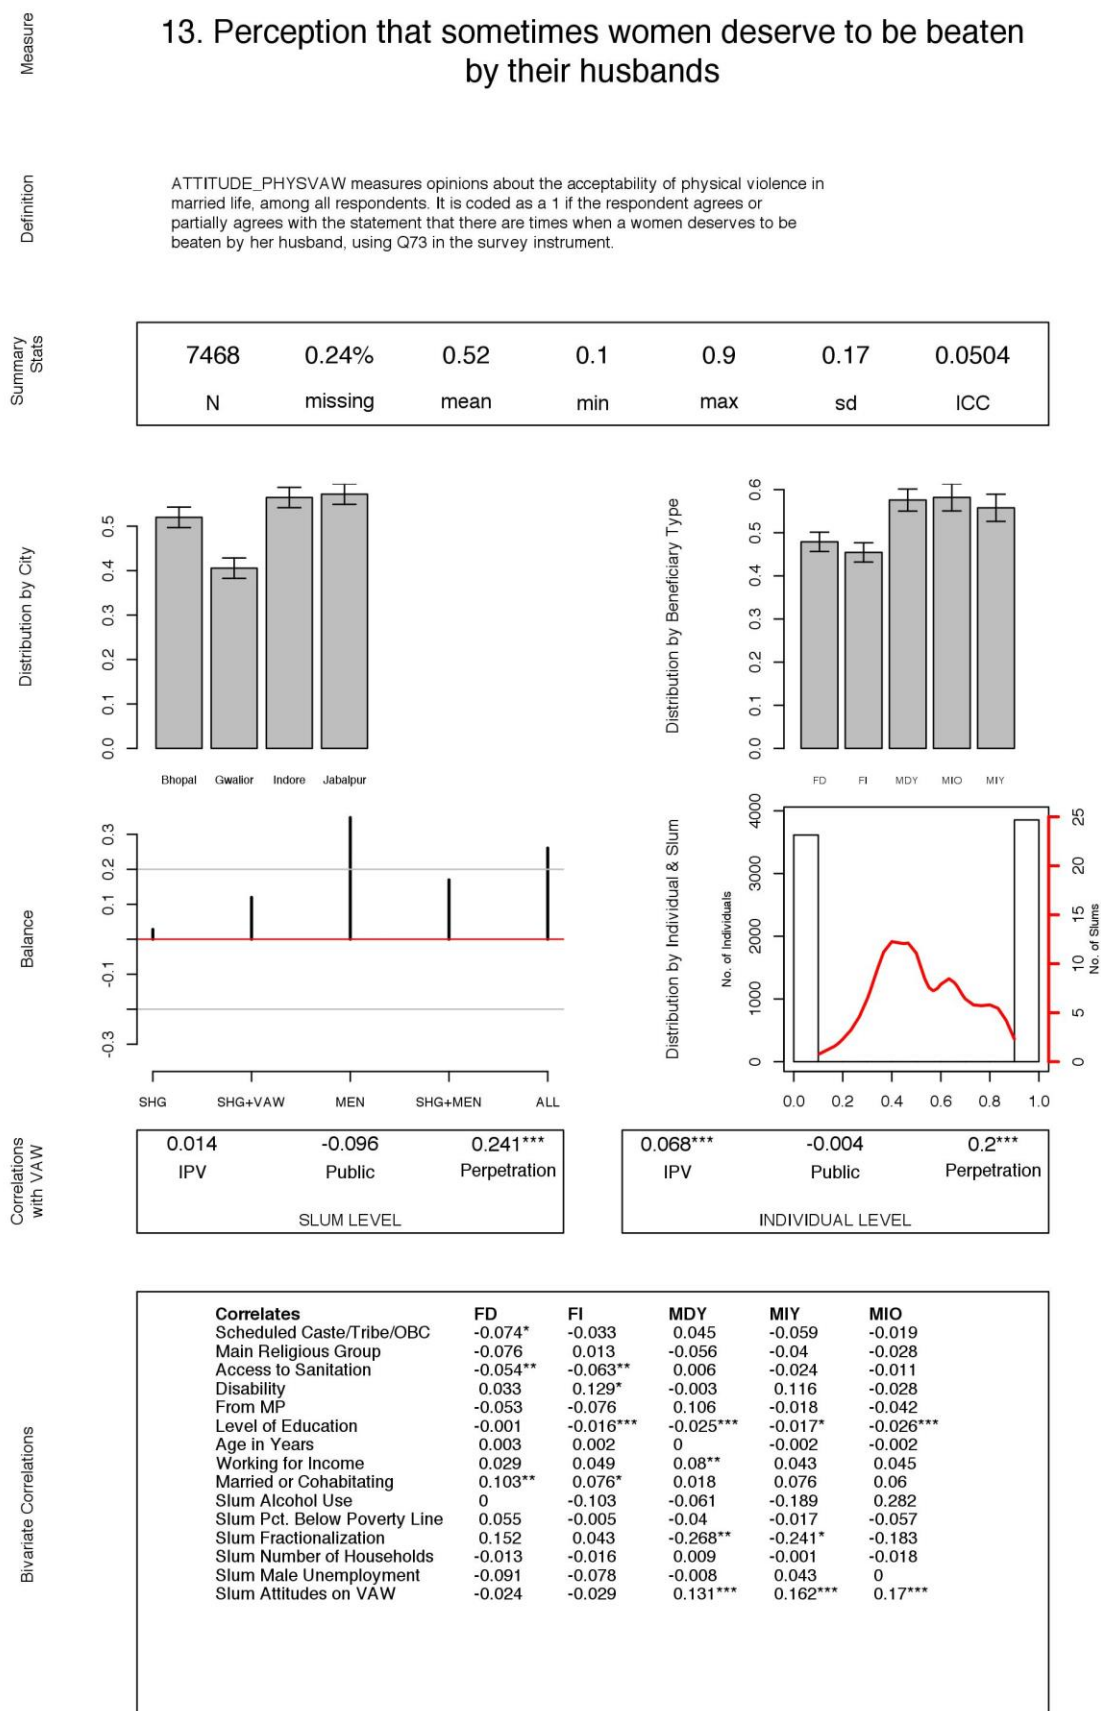 Measure
13. Perception that sometimes women deserve to be beaten
by their husbands
Definition
ATTITUDE_PHYSVAW measures opinions about the acceptability of physical violence in
married life, among all respondents. It is coded as a 1 if the respondent agrees or
partially agrees with the statement that there are times when a women deserves to be
beaten by her husband, using Q73 in the survey instrument.
Summary
Stats
7468 0.24% 0.52 0.1 0.9 0.17 0.0504
N missing mean min max sd ICC
Distribution by City
0.5
0.4
0.3
0.2
0.1
0.0
Bhopal Gwalior Indore Jabalpur
Distribution by Beneficiary Type
0.6
0.5
0.4
0.3
0.2
0.1
0.0
FD FI MDY MIO MIY
Balance
0.3
0.2
0.1
-0.1
-0.3
SHG SHG+VAW MEN SHG+MEN ALL
Distribution by Individual & Slum
No. of Individuals
4000
3000
2000
1000
0
25
20
15
10
5
0
No. of Slums
0.0 0.2 0.4 0.6 0.8 1.0
Correlations
with VAW
0.014 -0.096 0.241***
IPV Public Perpetration
SLUM LEVEL
0.068*** -0.004 0.2***
IPV Public Perpetration
INDIVIDUAL LEVEL
Bivariate Correlations
Correlates FD FI MDY MIY MIO
Scheduled Caste/Tribe/OBC -0.074* -0.033 0.045 -0.059 -0.019
Main Religious Group -0.076 0.013 -0.056 -0.04 -0.028
Access to Sanitation -0.054** -0.063** 0.006 -0.024 -0.011
Disability 0.033 0.129* -0.003 0.116 -0.028
From MP -0.053 -0.076 0.106 -0.018 -0.042
Level of Education -0.001 -0.016*** -0.025*** -0.017* -0.026***
Age in Years 0.003 0.002 0 -0.002 -0.002
Working for Income 0.029 0.049 0.08** 0.043 0.045
Married or Cohabitating 0.103** 0.076* 0.018 0.076 0.06
Slum Alcohol Use 0 -0.103 -0.061 -0.189 0.282
Slum Pct. Below Poverty Line 0.055 -0.005 -0.04 -0.017 -0.057
Slum Fractionalization 0.152 0.043 -0.268** -0.241* -0.183
Slum Number of Households -0.013 -0.016 0.009 -0.001 -0.018
Slum Male Unemployment -0.091 -0.078 -0.008 0.043 0
Slum Attitudes on VAW -0.024 -0.029 0.131*** 0.162*** 0.17***